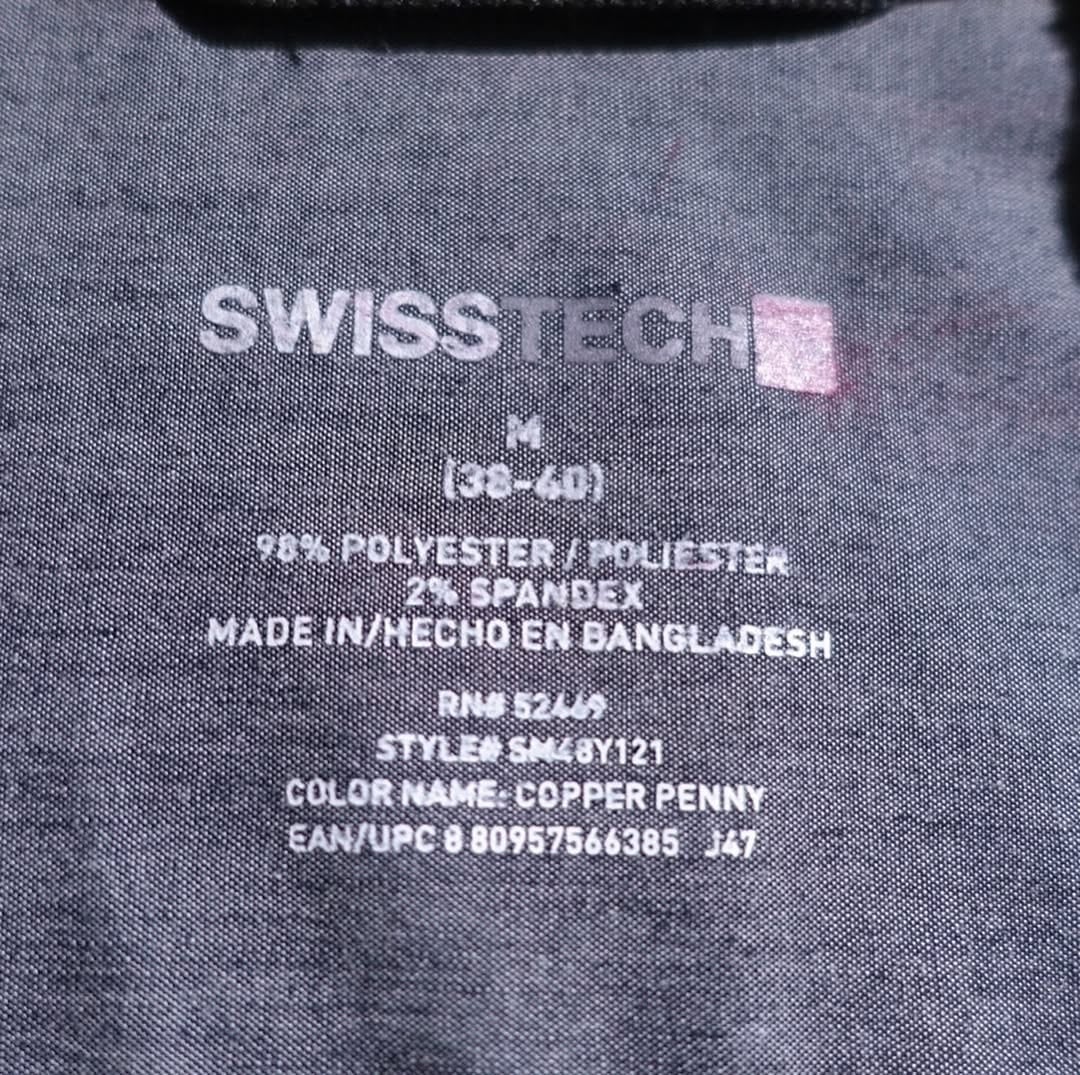 SWISSTECH
M
(38-40)
98% POLYESTER / POLIESTER
2% SPANDEX
MADE IN/HECHO EN BANGLADESH
RN# 52469
STYLE# SM48Y121
COLOR NAME: COPPER PENNY
EAN/UPC 8 80957566385 J47